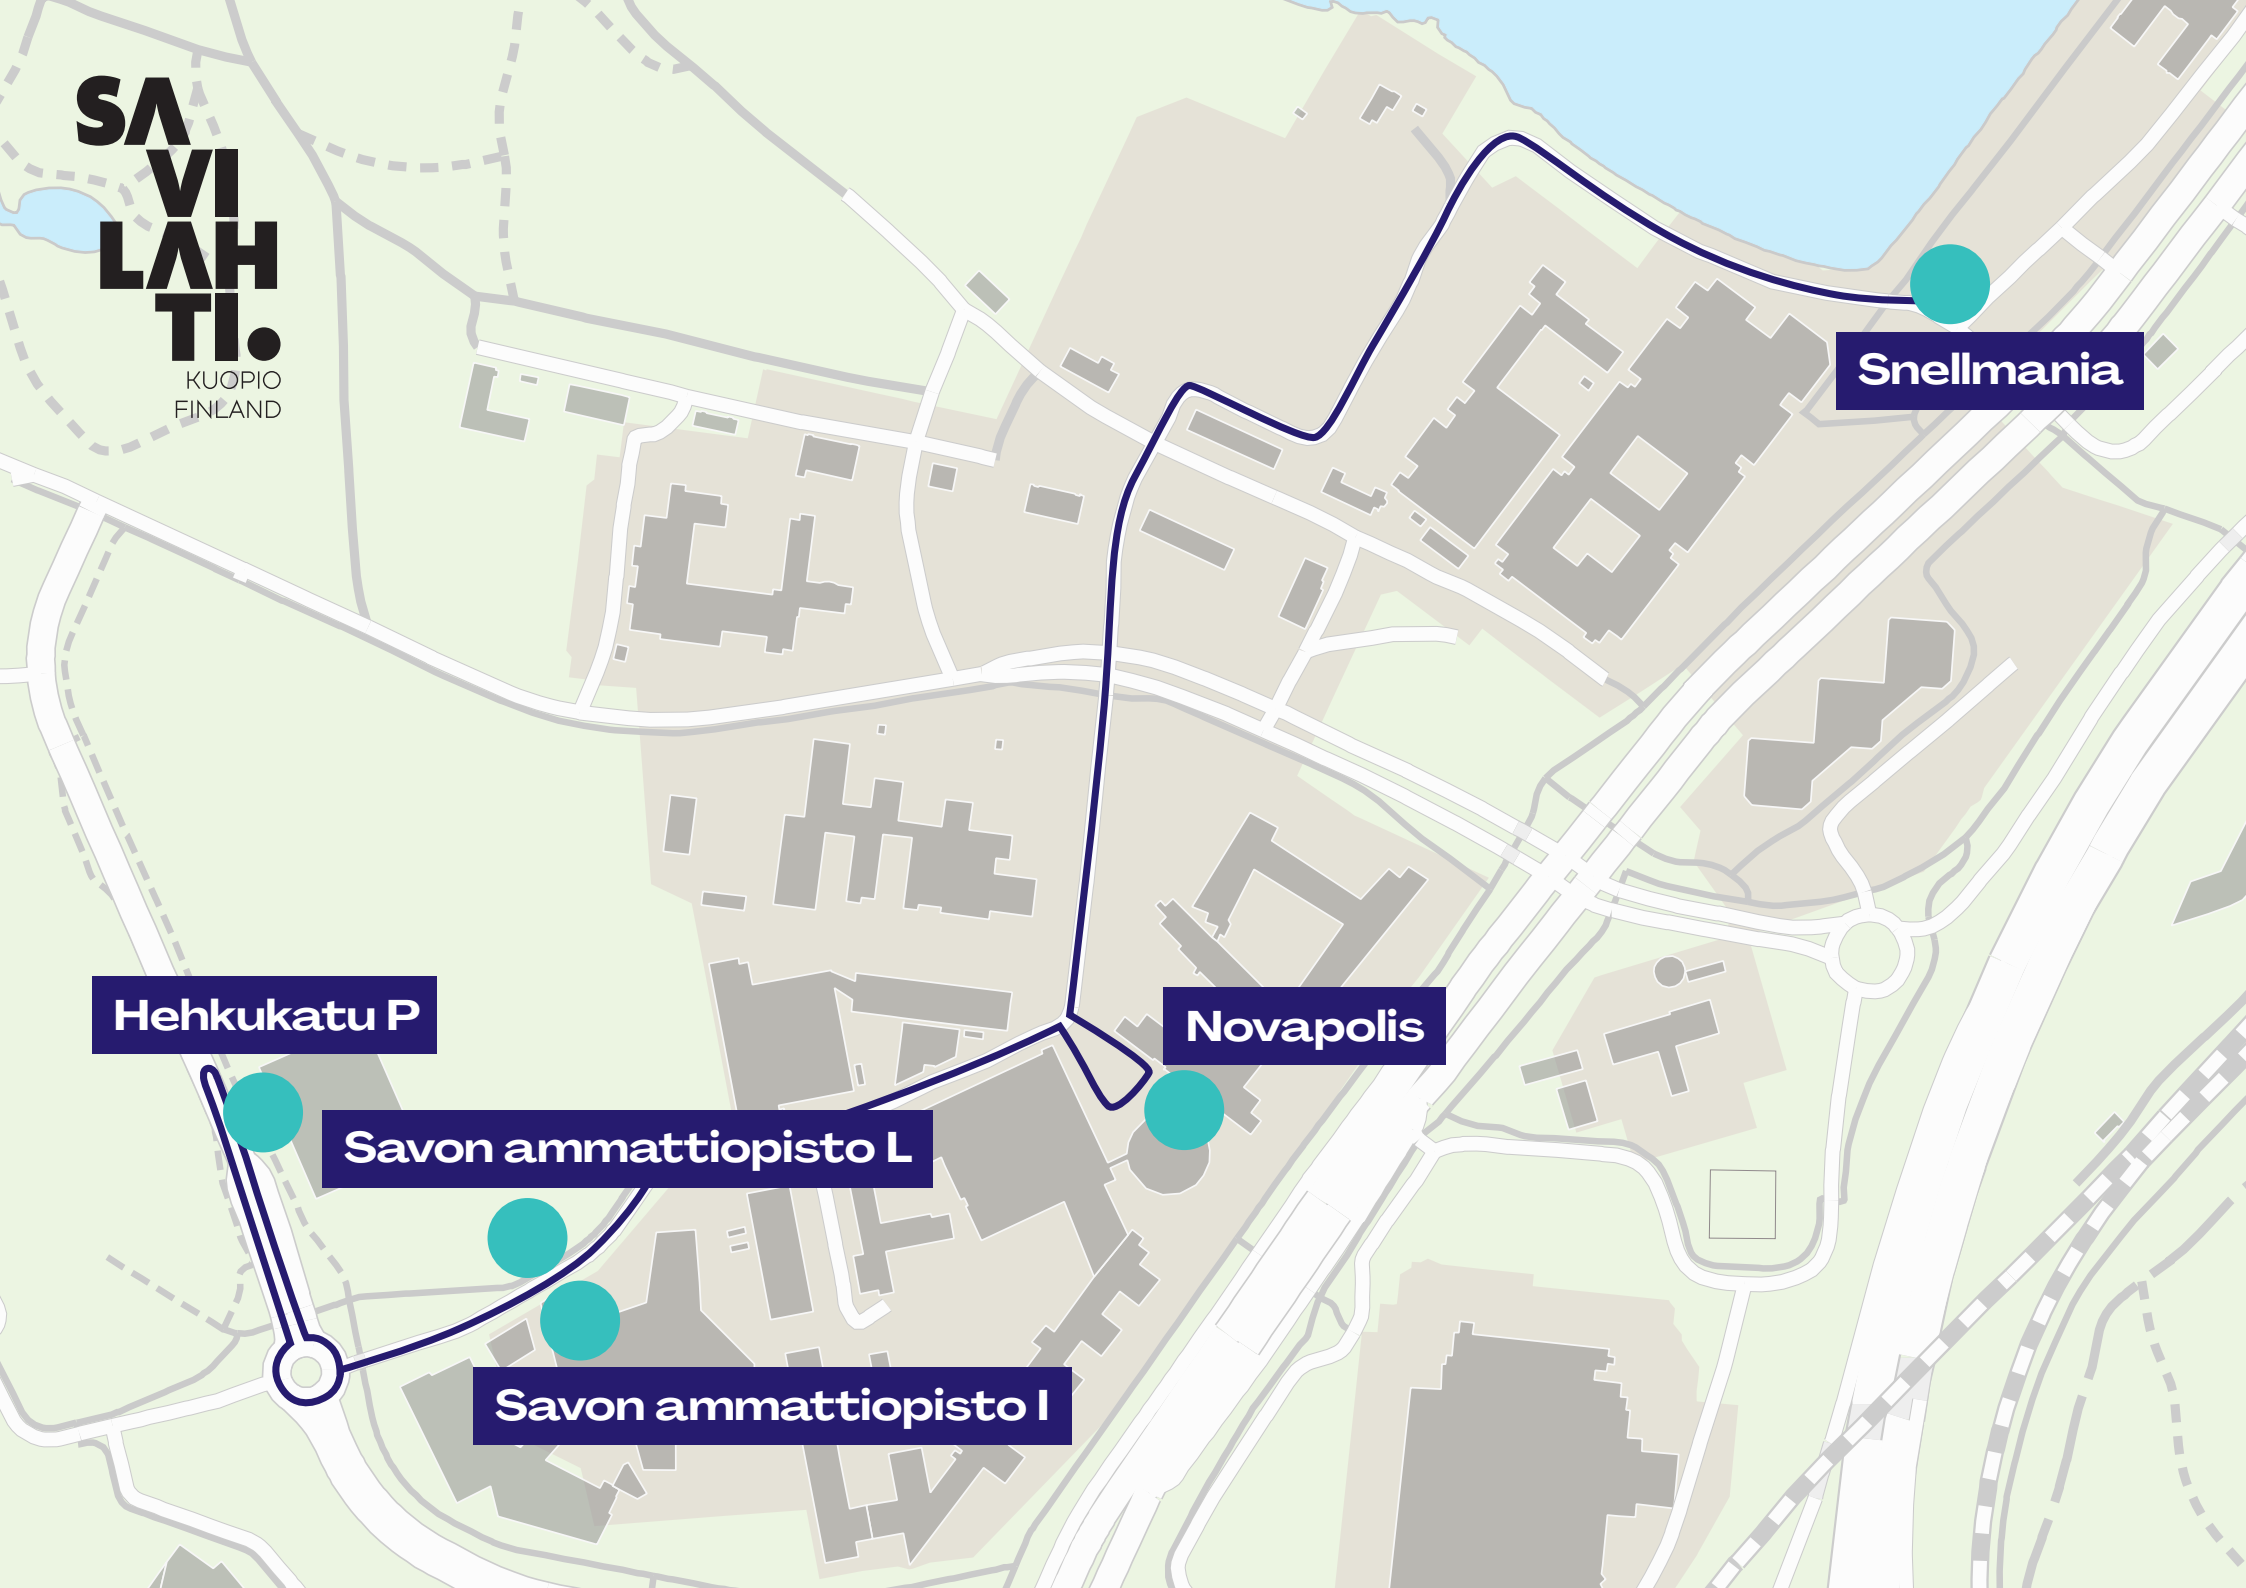 SA
VI
LAH
TI.
KUOPIO
FINLAND
Snellmania
Hehkukatu P
Novapolis
Savon ammattiopisto L
Savon ammattiopisto I